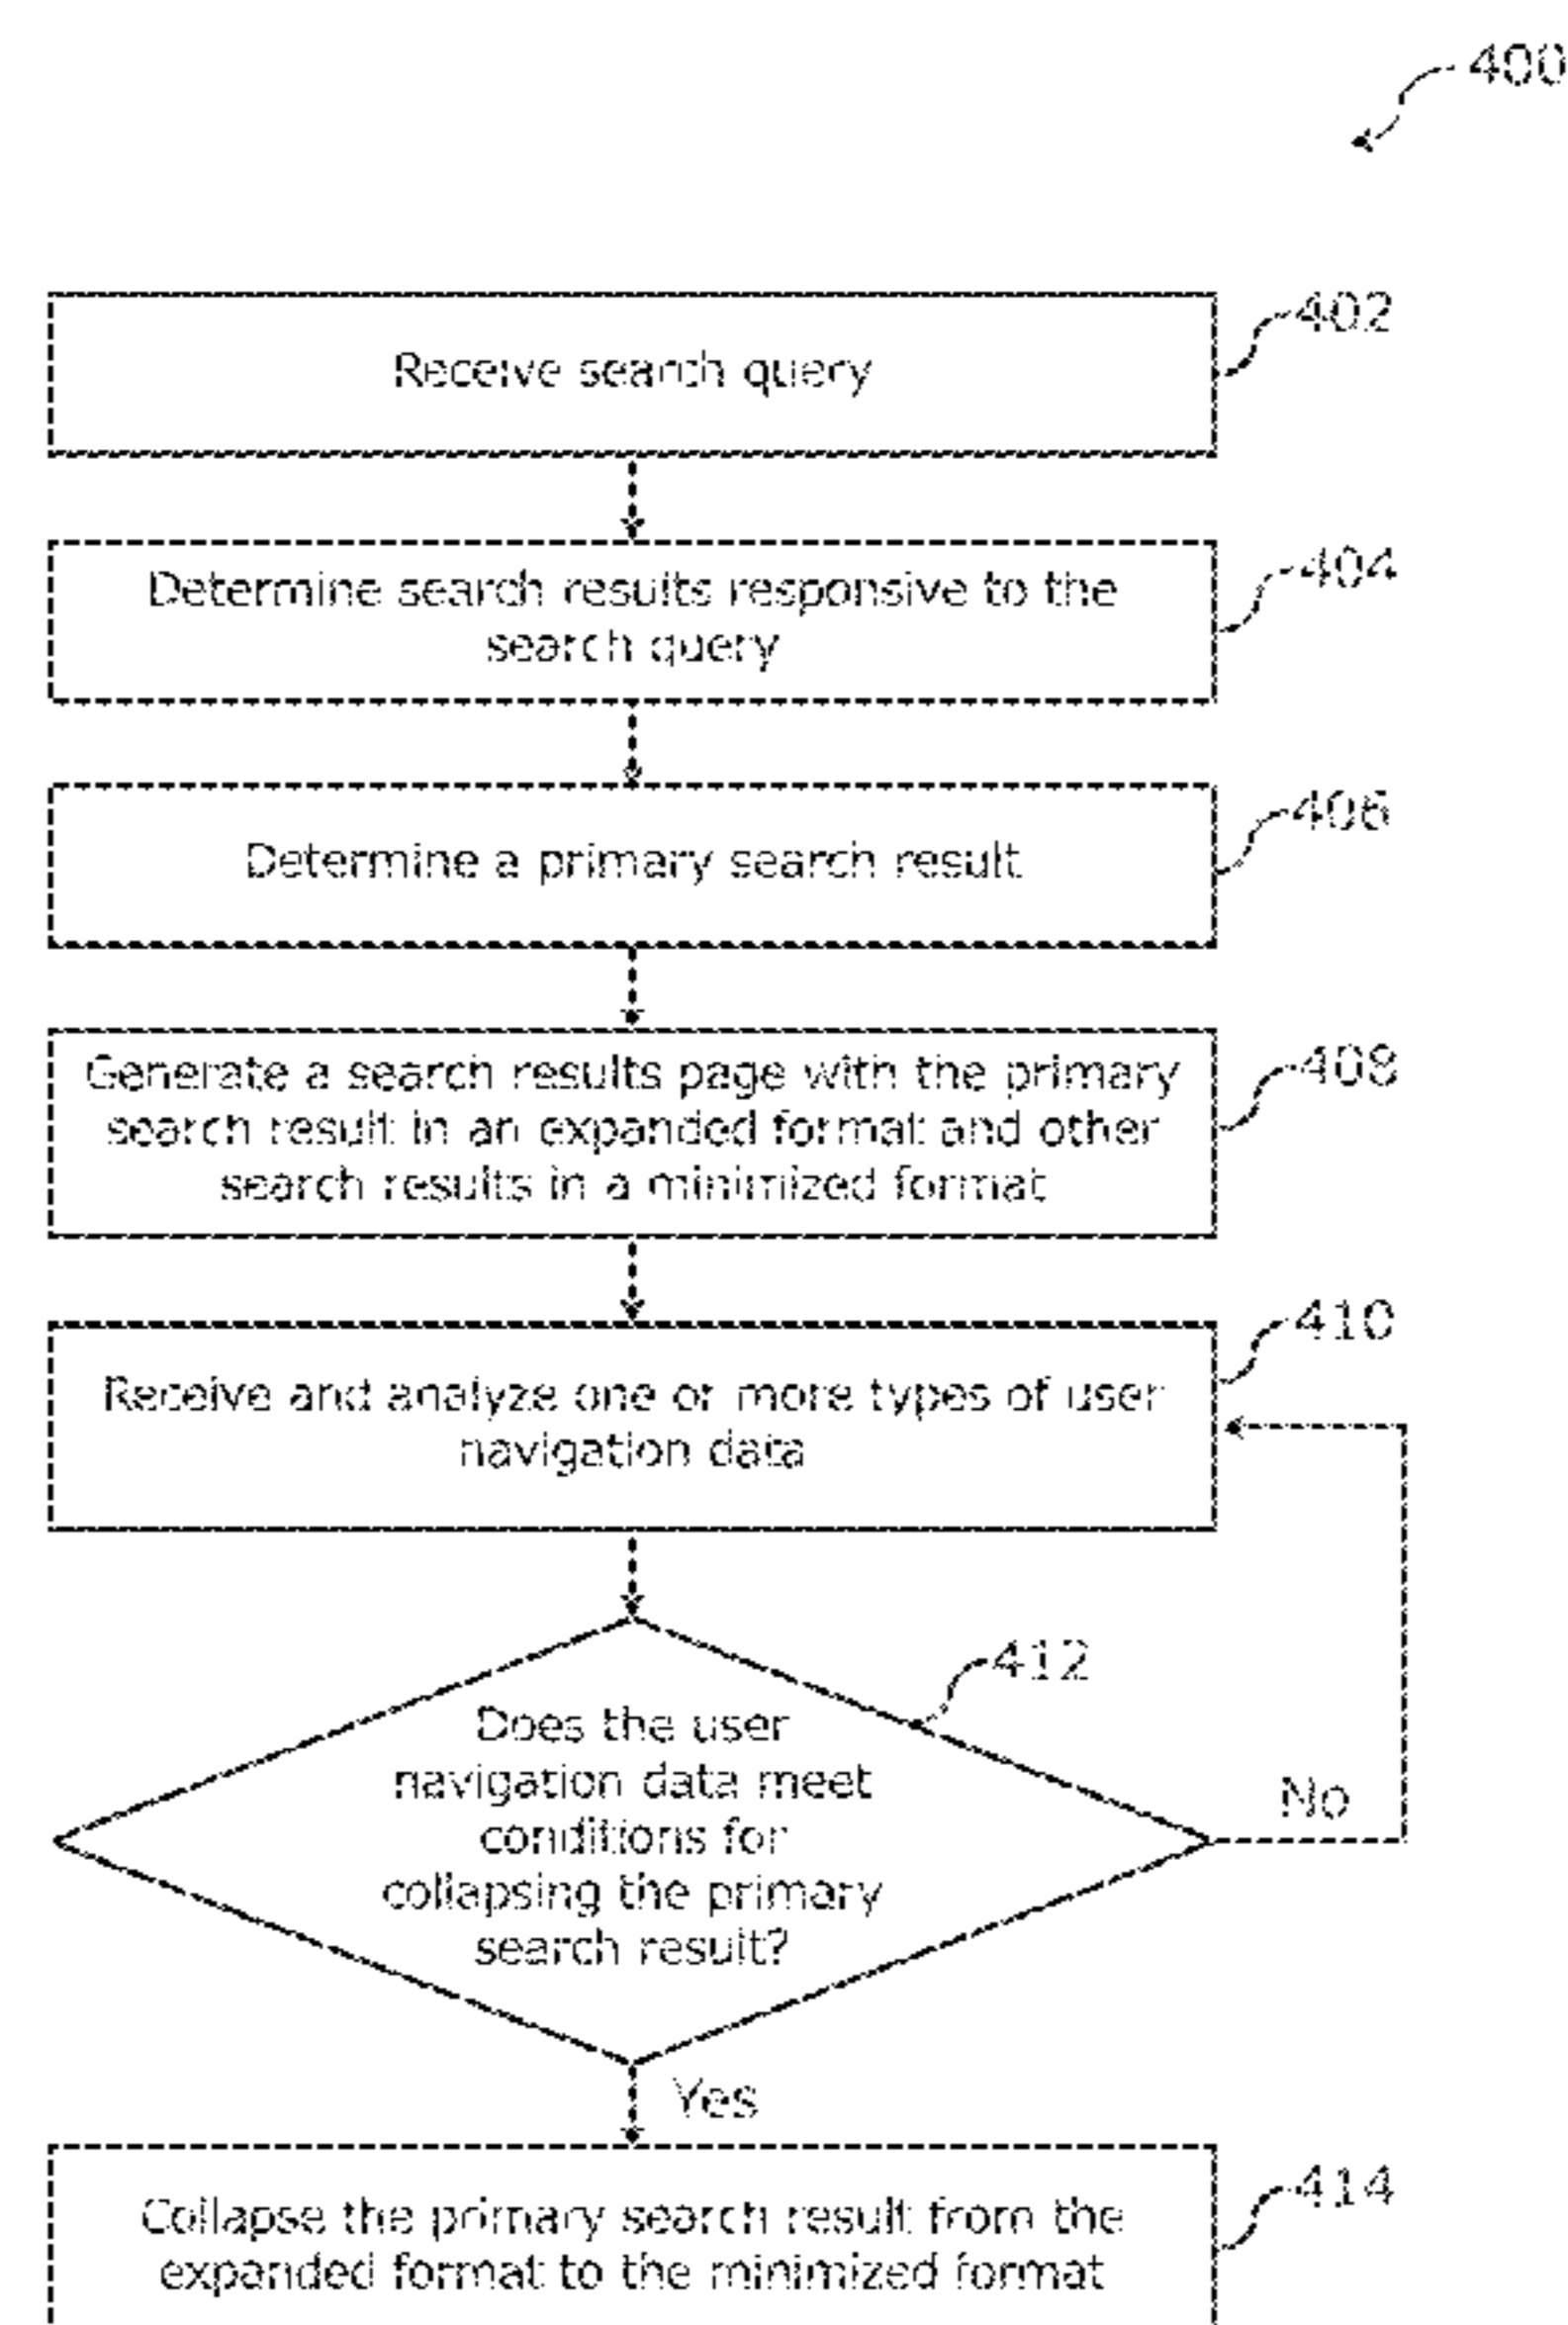 400
Receive search query
402
Determine search results responsive to the
search query
404
Determine a primary search result
406
Generate a search results page with the primary
search result in an expanded format and other
search results in a minimized format
408
Receive and analyze one or more types of user
navigation data
410
Does the user
navigation data meet
conditions for
collapsing the primary
search result?
412
No
Yes
Collapse the primary search result from the
expanded format to the minimized format
414